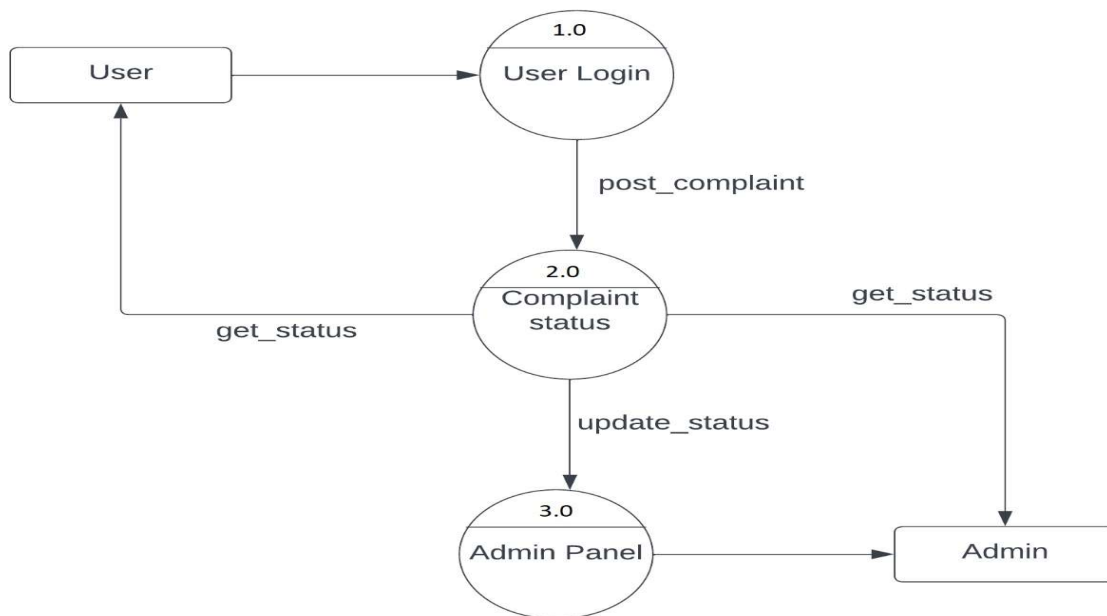 1.0
User
User Login
post_complaint
2.0
Complaint
status
get_status
get_status
update_status
3.0
Admin Panel
Admin